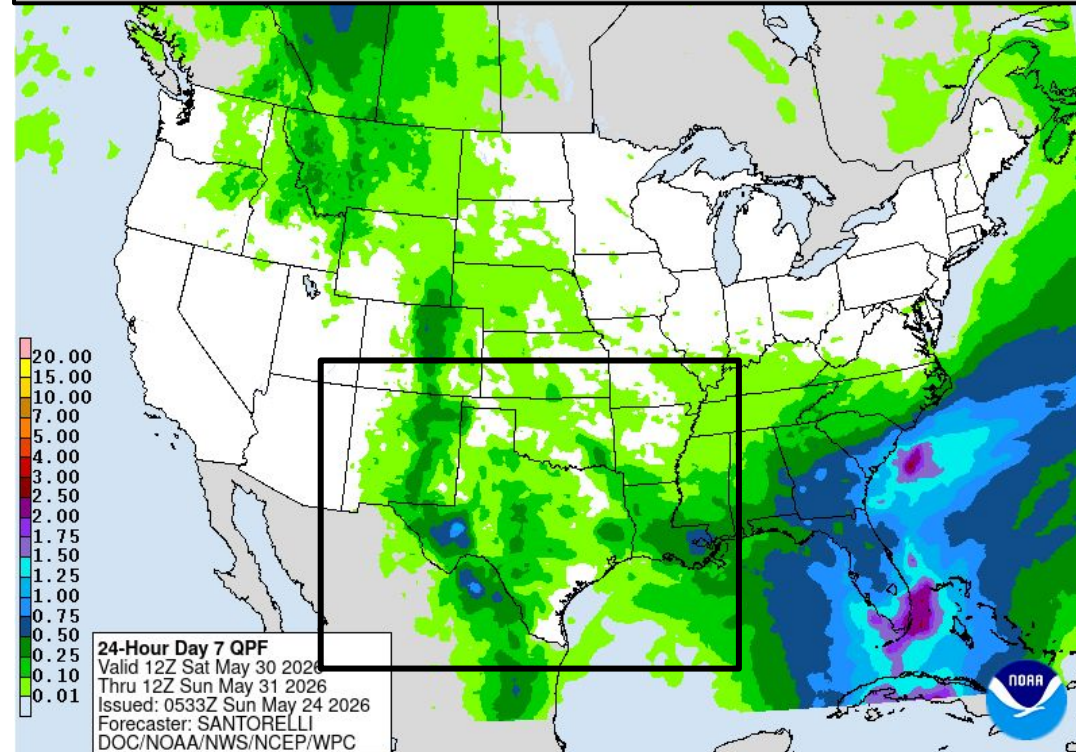 20.00
15.00
10.00
7.00
5.00
4.00
3.00
2.50
2.00
1.75
1.50
1.25
1.00
0.75
0.50
0.25
0.10
0.01
24-Hour Day 7 QPF
Valid 12Z Sat May 30 2026
Thru 12Z Sun May 31 2026
Issued: 0533Z Sun May 24 2026
Forecaster: SANTORELLI
DOC/NOAA/NWS/NCEP/WPC
NOAA